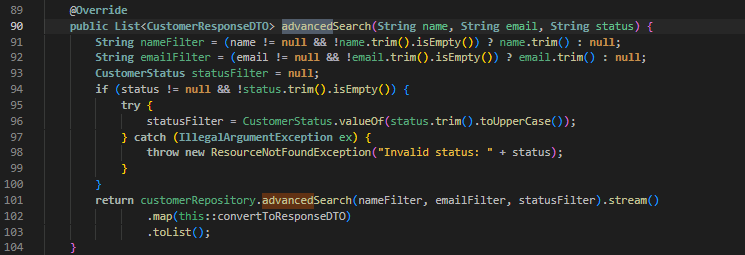 89 @Override
90 public List<CustomerResponseDTO> advancedSearch(String name, String email, String status) {
91 String nameFilter = (name != null && !name.trim().isEmpty()) ? name.trim() : null;
92 String emailFilter = (email != null && !email.trim().isEmpty()) ? email.trim() : null;
93 CustomerStatus statusFilter = null;
94 if (status != null && !status.trim().isEmpty()) {
95 try {
96 statusFilter = CustomerStatus.valueOf(status.trim().toUpperCase());
97 } catch (IllegalArgumentException ex) {
98 throw new ResourceNotFoundException("Invalid status: " + status);
99 }
100 }
101 return customerRepository.advancedSearch(nameFilter, emailFilter, statusFilter).stream()
102 .map(this::convertToResponseDTO)
103 .toList();
104 }